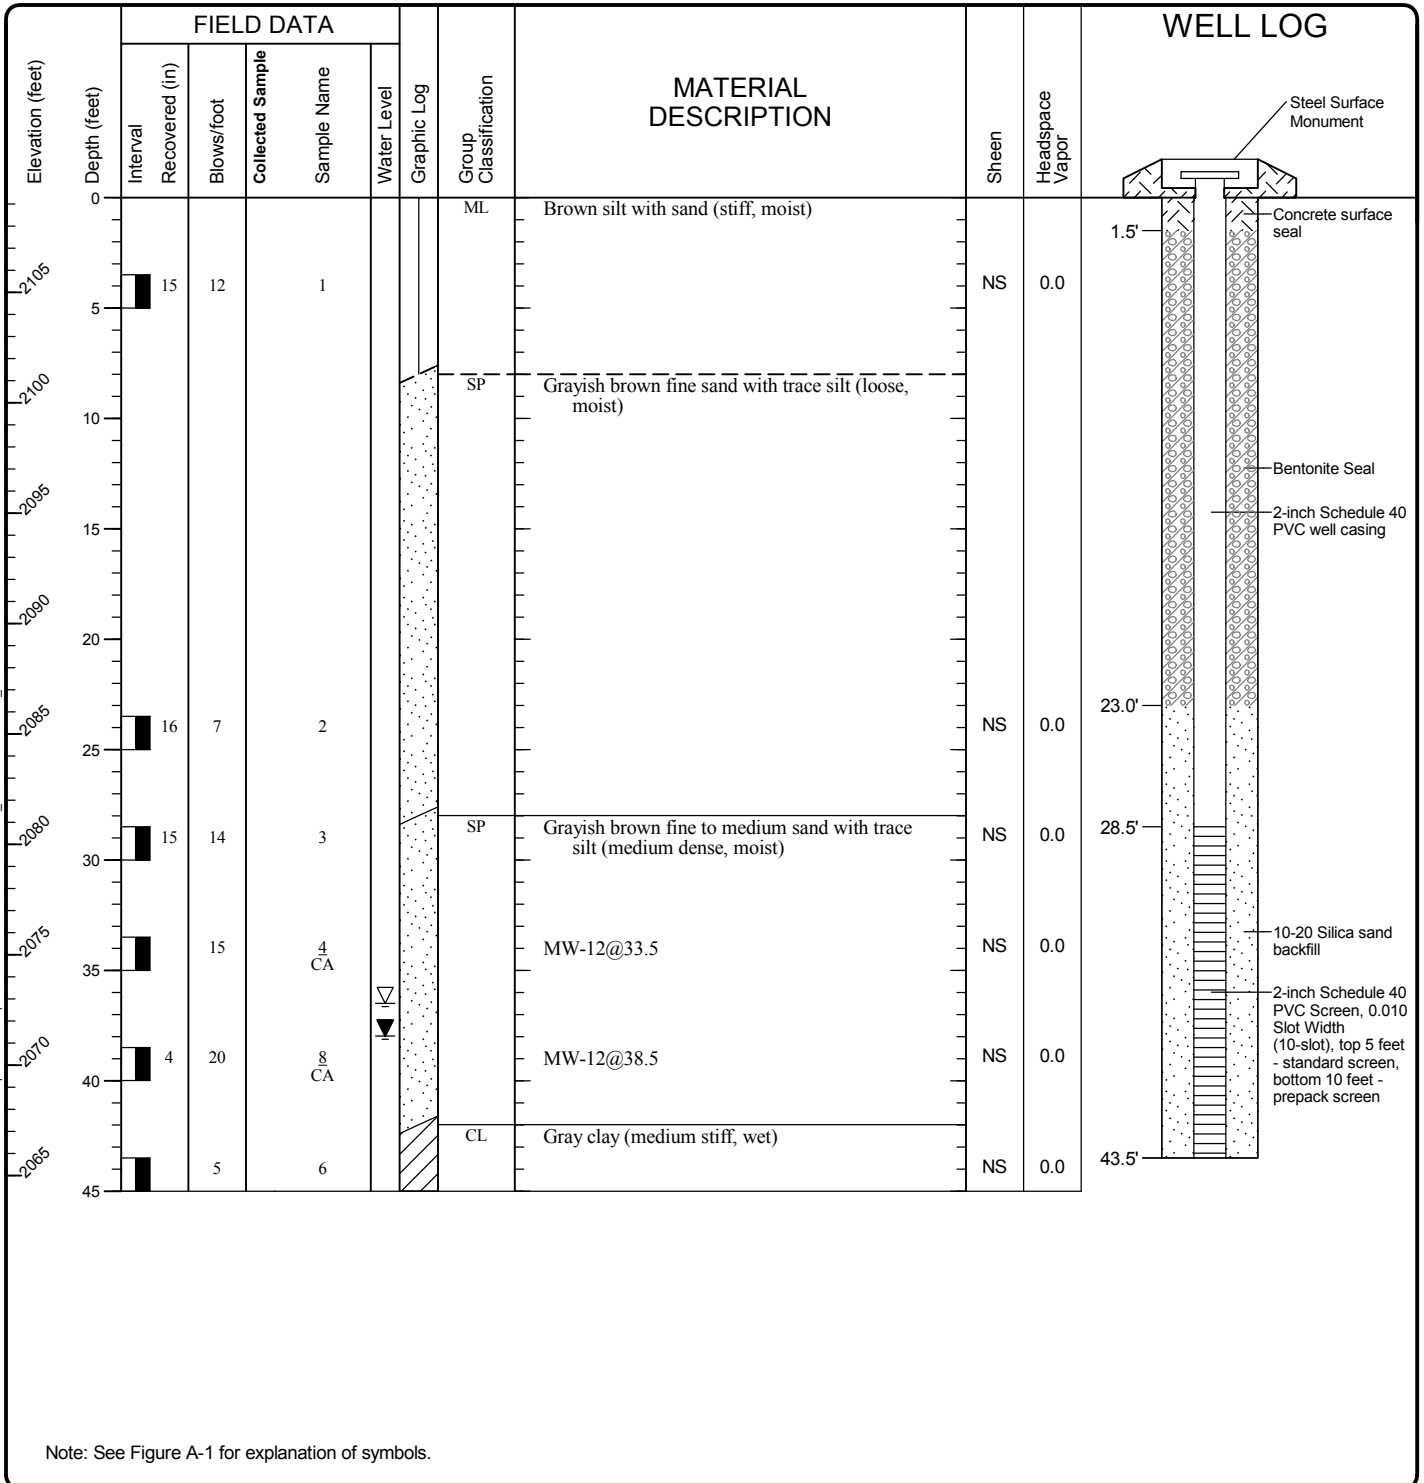 FIELD DATA
WELL LOG
Elevation (feet)
Depth (feet)
Interval
Recovered (in)
Blows/foot
Collected Sample
Sample Name
Water Level
Graphic Log
Group
Classification
MATERIAL
DESCRIPTION
Sheen
Headspace
Vapor
Steel Surface
Monument
0
ML
Brown silt with sand (stiff, moist)
Concrete surface
seal
1.5'
2105
15
12
1
NS
0.0
5
2100
SP
Grayish brown fine sand with trace silt (loose,
moist)
10
Bentonite Seal
2095
2-inch Schedule 40
PVC well casing
15
2090
20
2085
23.0'
16
7
2
NS
0.0
25
2080
SP
Grayish brown fine to medium sand with trace
silt (medium dense, moist)
28.5'
15
14
3
NS
0.0
30
2075
10-20 Silica sand
backfill
15
4
CA
MW-12@33.5
NS
0.0
35
2-inch Schedule 40
PVC Screen, 0.010
Slot Width
(10-slot), top 5 feet
- standard screen,
bottom 10 feet -
prepack screen
2070
4
20
8
CA
MW-12@38.5
NS
0.0
40
CL
Gray clay (medium stiff, wet)
2065
5
6
NS
0.0
43.5'
45
Note: See Figure A-1 for explanation of symbols.